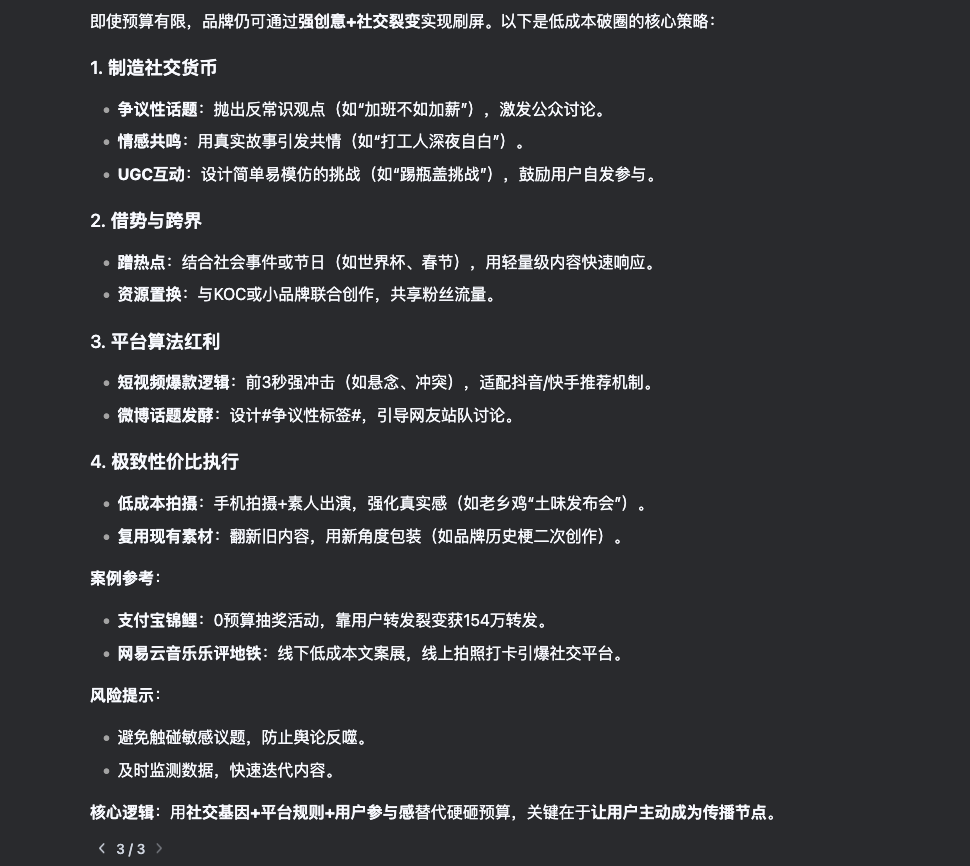 即使预算有限，品牌仍可通过强创意+社交裂变实现刷屏。以下是低成本破圈的核心策略：
1. 制造社交货币
• 争议性话题：抛出反常识观点（如“加班不如加薪”），激发公众讨论。
• 情感共鸣：用真实故事引发共情（如“打工人深夜自白”）。
• UGC互动：设计简单易模仿的挑战（如“踢瓶盖挑战”），鼓励用户自发参与。
2. 借势与跨界
• 蹭热点：结合社会事件或节日（如世界杯、春节），用轻量级内容快速响应。
• 资源置换：与KOC或小品牌联合创作，共享粉丝流量。
3. 平台算法红利
• 短视频爆款逻辑：前3秒强冲击（如悬念、冲突），适配抖音/快手推荐机制。
• 微博话题发酵：设计#争议性标签#，引导网友站队讨论。
4. 极致性价比执行
• 低成本拍摄：手机拍摄+素人出演，强化真实感（如老乡鸡“土味发布会”）。
• 复用现有素材：翻新旧内容，用新角度包装（如品牌历史梗二次创作）。
案例参考：
• 支付宝锦鲤：0预算抽奖活动，靠用户转发裂变获154万转发。
• 网易云音乐乐评地铁：线下低成本文案展，线上拍照打卡引爆社交平台。
风险提示：
• 避免触碰敏感议题，防止舆论反噬。
• 及时监测数据，快速迭代内容。
核心逻辑：用社交基因+平台规则+用户参与感替代硬砸预算，关键在于让用户主动成为传播节点。
3 / 3